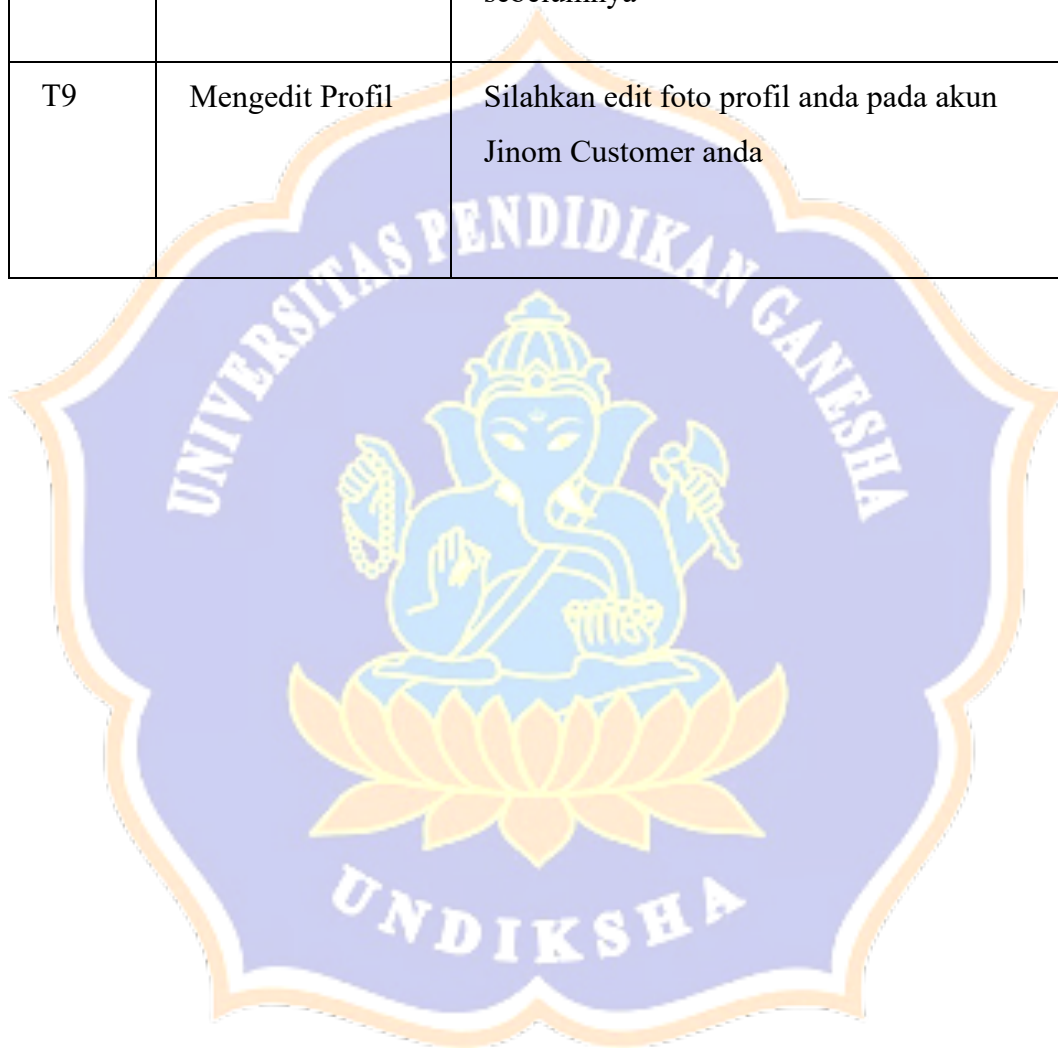 T9
Mengedit Profil
Silahkan edit foto profil anda pada akun
Jinom Customer anda
UNIVERSITAS PENDIDIKAN GANESHA
UNDIKSHA